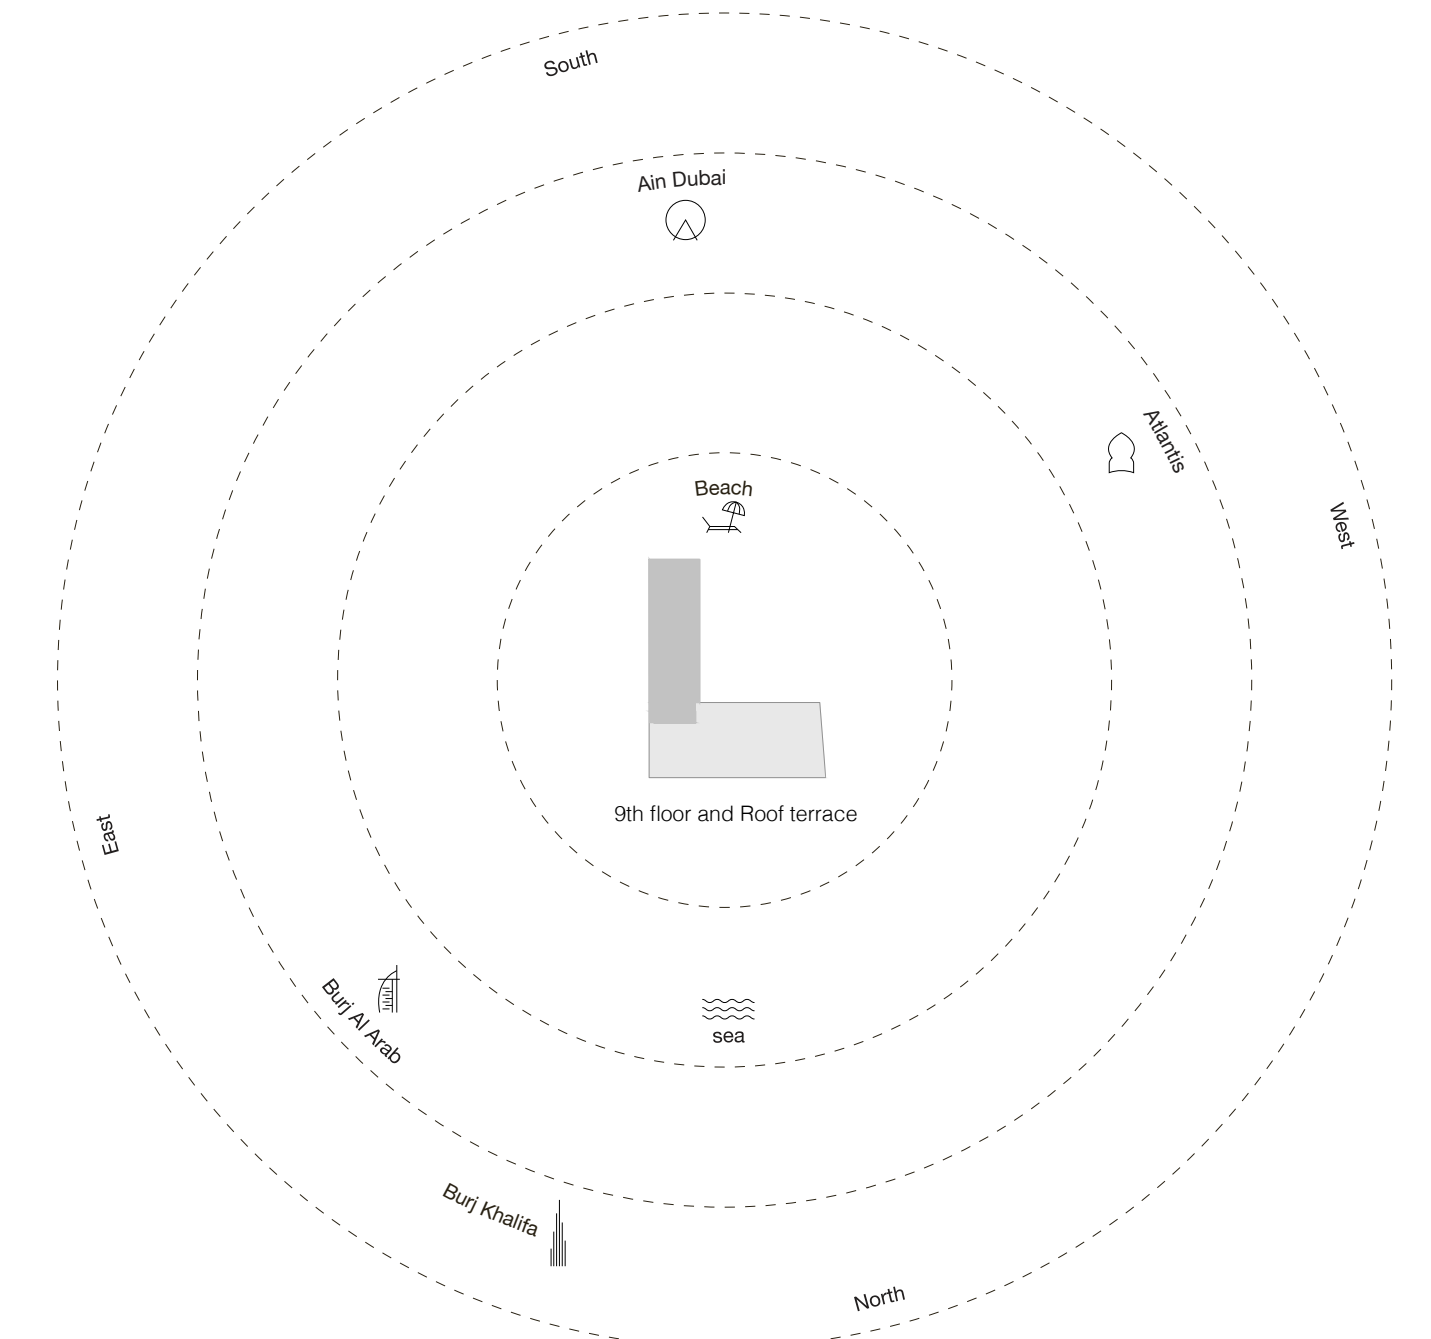 South
Ain Dubai
Atlantis
Beach
West
9th floor and Roof terrace
East
Burj Al Arab
sea
Burj Khalifa
North